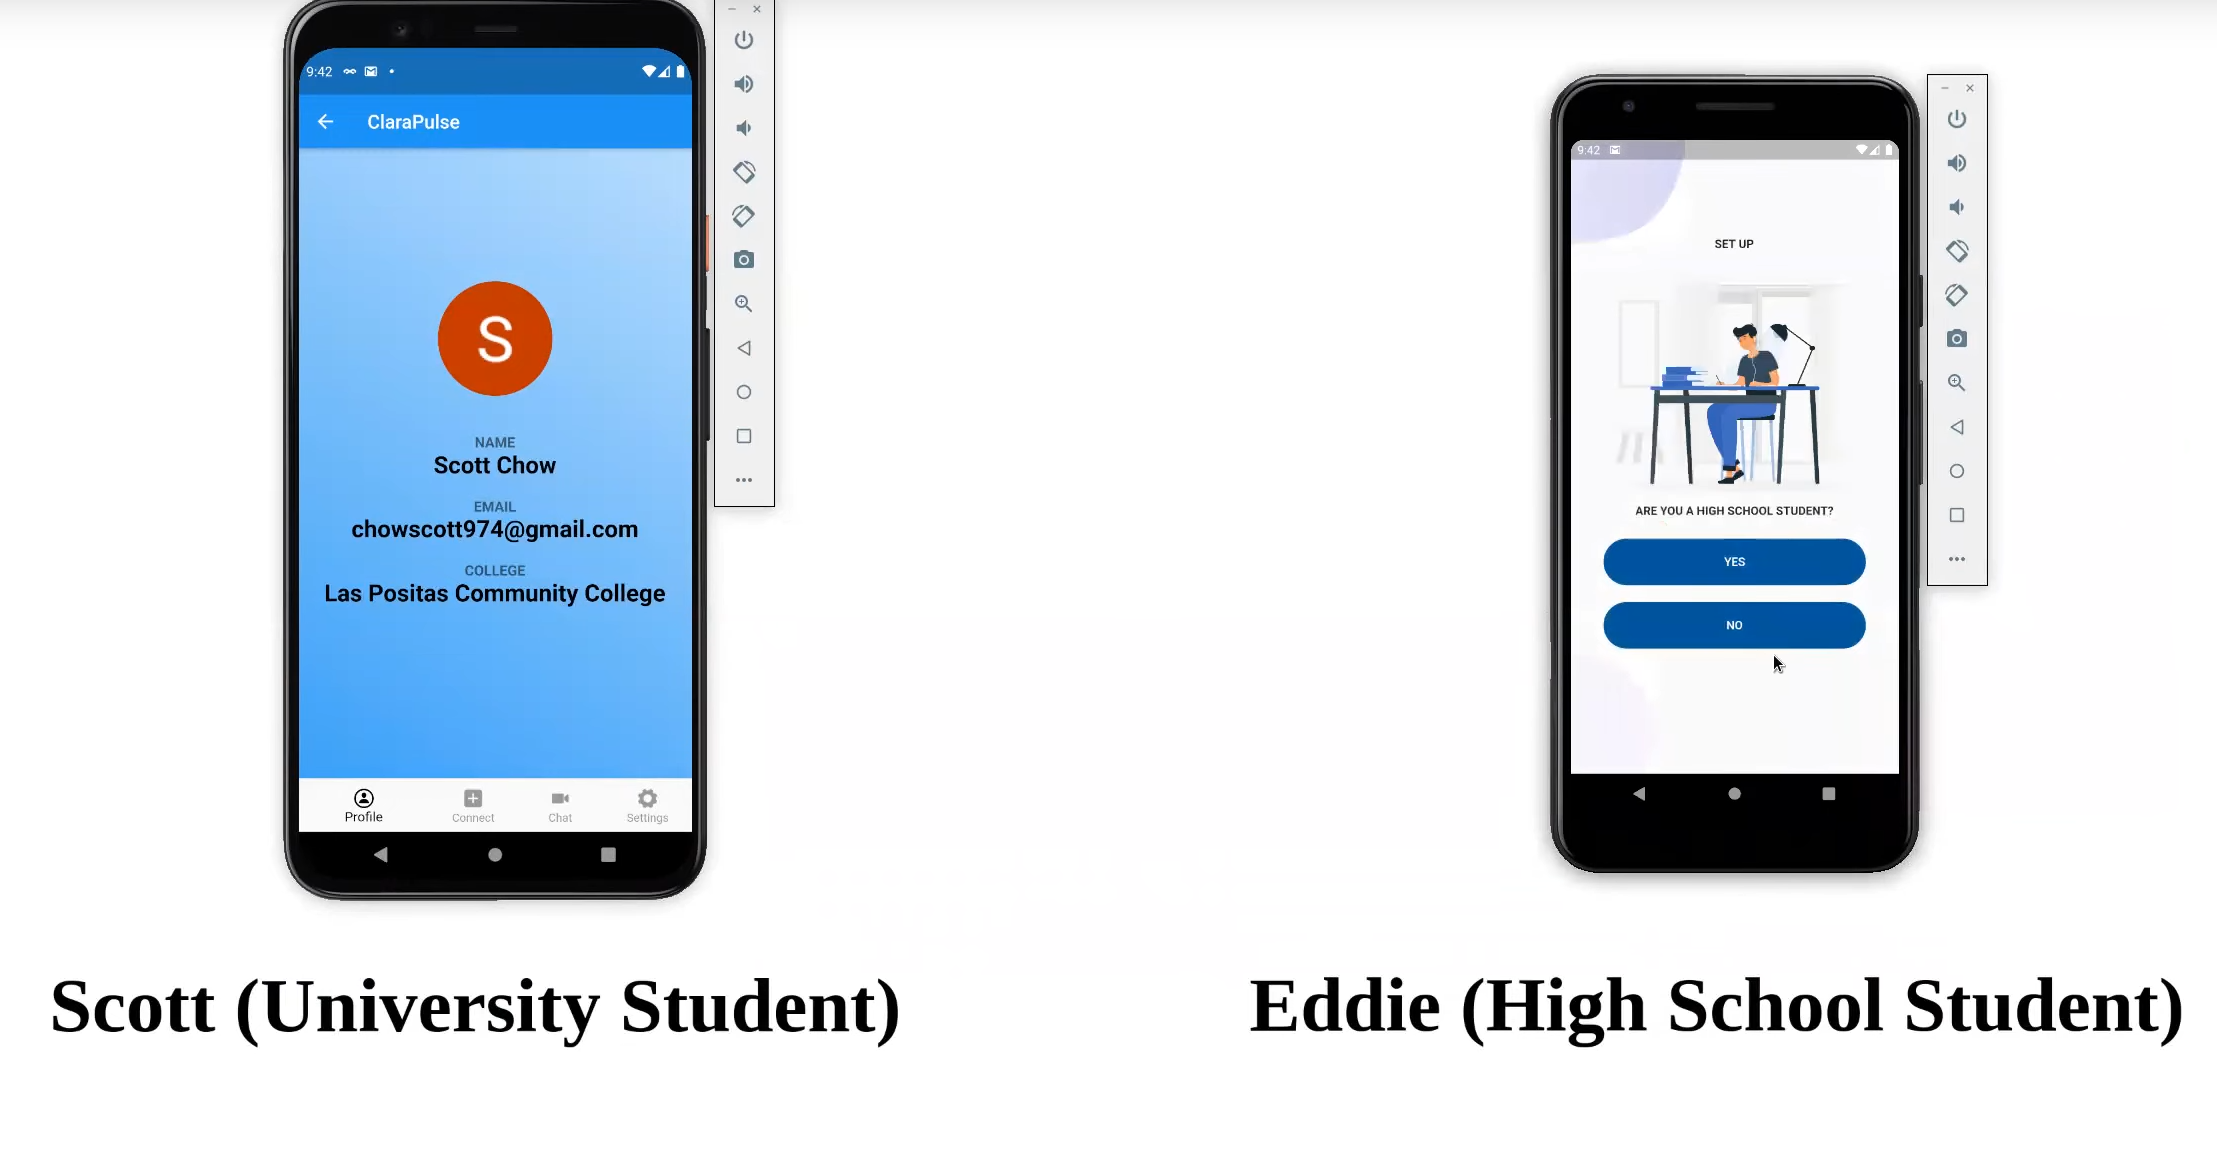 9:42
ClaraPulse
S
NAME
Scott Chow
EMAIL
chowscott974@gmail.com
COLLEGE
Las Positas Community College
Profile
Connect
Chat
Settings
9:42
SET UP
ARE YOU A HIGH SCHOOL STUDENT?
YES
NO
Scott (University Student)
Eddie (High School Student)